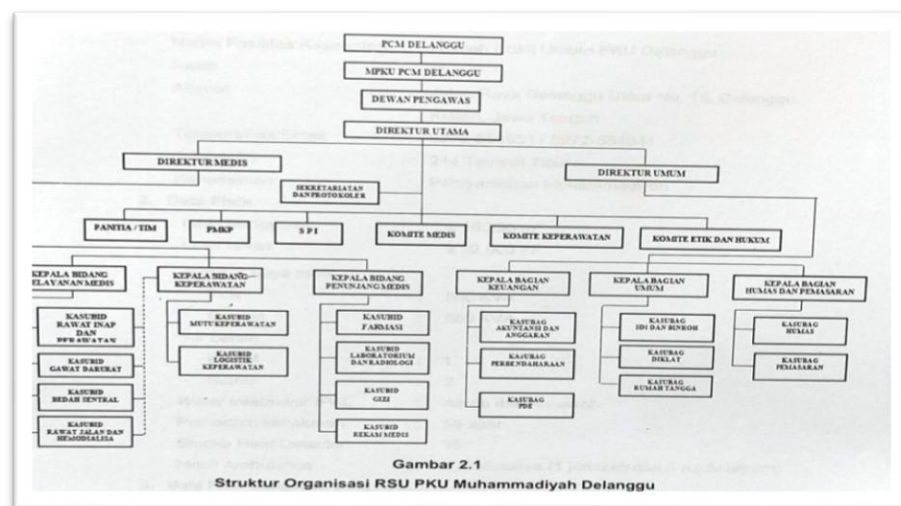 PCM DELANGGU
MPKU PCM DELANGGU
DEWAN PENGAWAS
DIREKTUR UTAMA
DIREKTUR MEDIS
DIREKTUR UMUM
SEKRETARIATAN
DAN PROTOKOLER
PANITIA / TIM
PMKP
S P I
KOMITE MEDIS
KOMITE KEPERAWATAN
KOMITE ETIK DAN HUKUM
KEPALA BIDANG
PELAYANAN MEDIS
KEPALA BIDANG
KEPERAWATAN
KEPALA BIDANG
PENUNJANG MEDIS
KEPALA BAGIAN
KEUANGAN
KEPALA BAGIAN
UMUM
KEPALA BAGIAN
HUMAS DAN PEMASARAN
KASUBID
RAWAT INAP
DAN
PERAWATAN
KASUBID
GAWAT DARURAT
KASUBID
BEDAH SENTRAL
KASUBID
RAWAT JALAN DAN
HEMODIALISA
KASUBID
MUTU KEPERAWATAN
KASUBID
LOGISTIK
KEPERAWATAN
KASUBID
FARMASI
KASUBID
LABORATORIUM
DAN RADIOLOGI
KASUBID
GIZI
KASUBID
REKAM MEDIS
KASUBAG
AKUNTANSI DAN
ANGGARAN
KASUBAG
PERBENDAHARAAN
KASUBAG
PDE
KASUBAG
SDI DAN BINROH
KASUBAG
DIKLAT
KASUBAG
RUMAH TANGGA
KASUBAG
HUMAS
KASUBAG
PEMASARAN
Gambar 2.1
Struktur Organisasi RSU PKU Muhammadiyah Delanggu